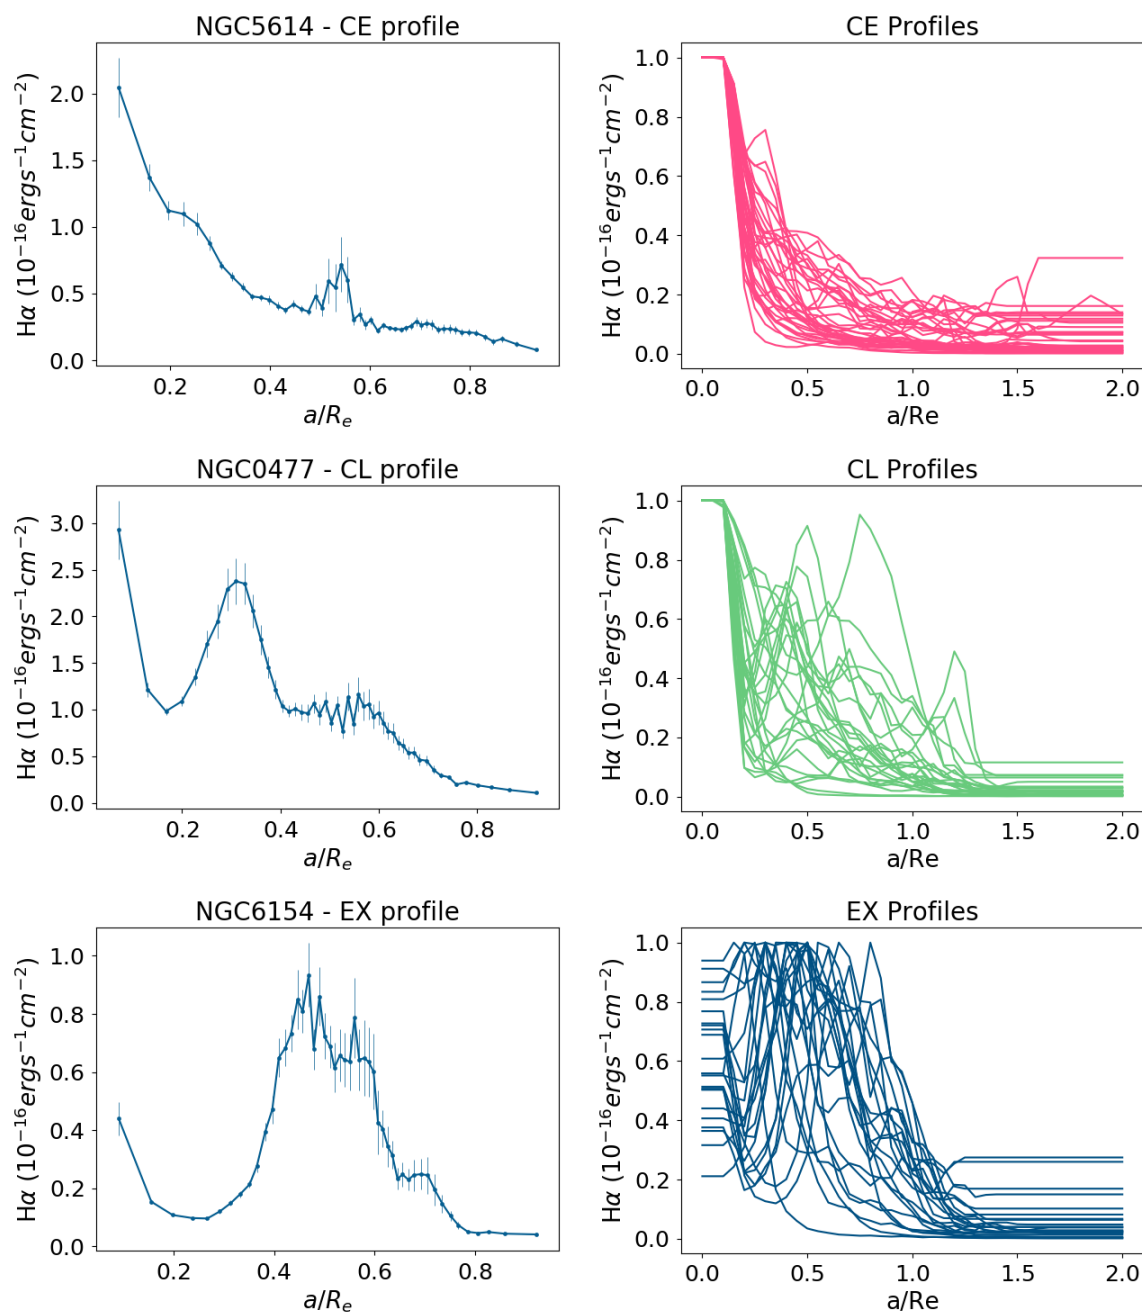 NGC5614 - CE profile
Hα (10⁻¹⁶ergs⁻¹cm⁻²)
2.0
1.5
1.0
0.5
0.0
0.2 0.4 0.6 0.8
a/Rₑ
CE Profiles
Hα (10⁻¹⁶ergs⁻¹cm⁻²)
1.0
0.8
0.6
0.4
0.2
0.0
0.0 0.5 1.0 1.5 2.0
a/Re
NGC0477 - CL profile
Hα (10⁻¹⁶ergs⁻¹cm⁻²)
3.0
2.5
2.0
1.5
1.0
0.5
0.0
0.2 0.4 0.6 0.8
a/Rₑ
CL Profiles
Hα (10⁻¹⁶ergs⁻¹cm⁻²)
1.0
0.8
0.6
0.4
0.2
0.0
0.0 0.5 1.0 1.5 2.0
a/Re
NGC6154 - EX profile
Hα (10⁻¹⁶ergs⁻¹cm⁻²)
1.0
0.8
0.6
0.4
0.2
0.0
0.2 0.4 0.6 0.8
a/Rₑ
EX Profiles
Hα (10⁻¹⁶ergs⁻¹cm⁻²)
1.0
0.8
0.6
0.4
0.2
0.0
0.0 0.5 1.0 1.5 2.0
a/Re